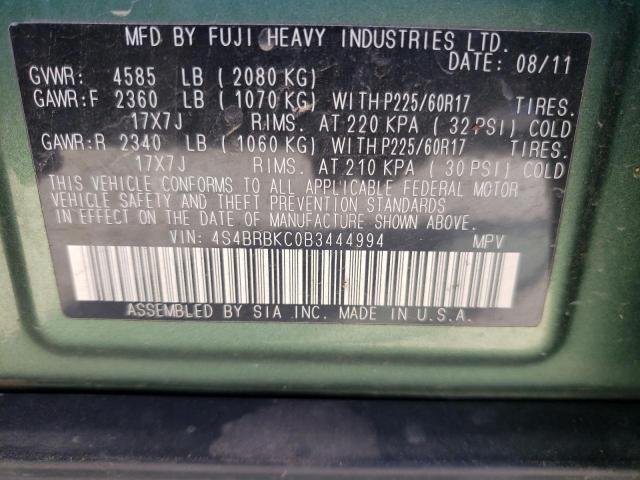 MFD BY FUJI HEAVY INDUSTRIES LTD.
DATE: 08/11
GVWR: 4585 LB (2080 KG)
GAWR:F 2360 LB (1070 KG) WITH P225/60R17 TIRES.
17X7J RIMS. AT 220 KPA (32 PSI) COLD
GAWR:R 2340 LB (1060 KG) WITH P225/60R17 TIRES.
17X7J RIMS. AT 210 KPA (30 PSI) COLD
THIS VEHICLE CONFORMS TO ALL APPLICABLE FEDERAL MOTOR
VEHICLE SAFETY AND THEFT PREVENTION STANDARDS
IN EFFECT ON THE DATE OF MANUFACTURE SHOWN ABOVE.
VIN: 4S4BRBKC0B3444994 MPV
ASSEMBLED BY SIA INC. MADE IN U.S.A.